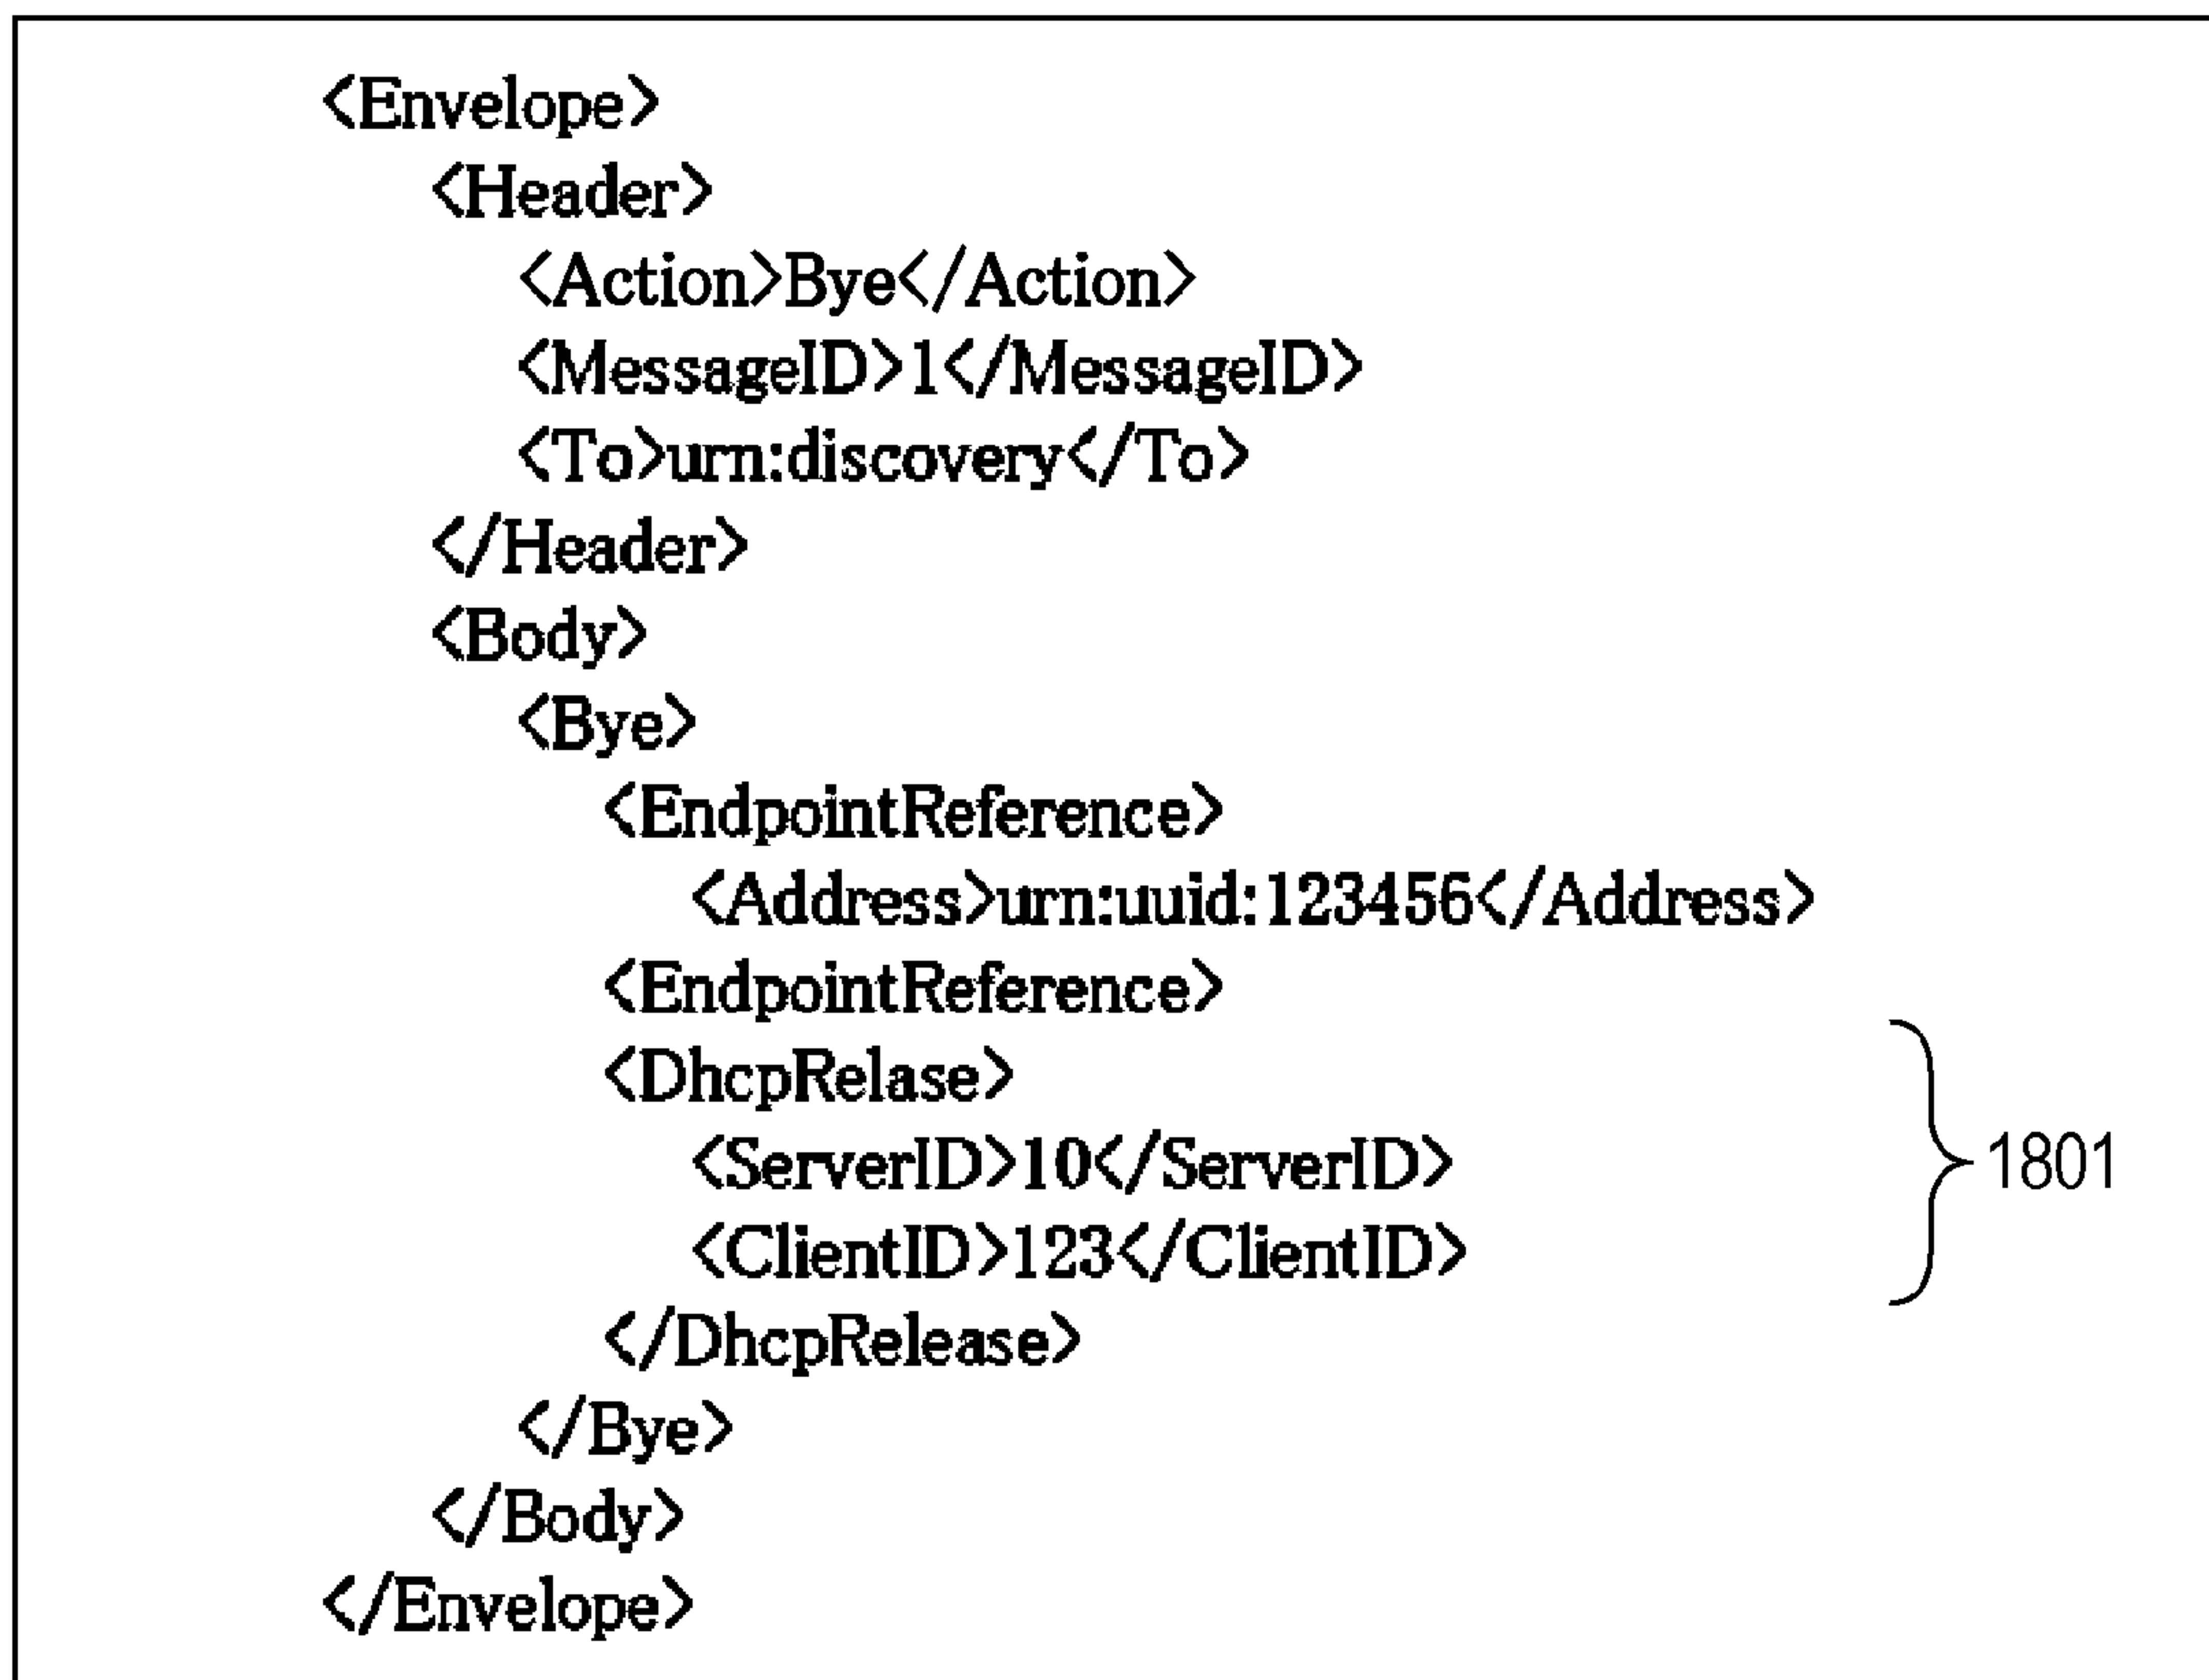 <Envelope>
<Header>
<Action>Bye</Action>
<MessageID>1</MessageID>
<To>urn:discovery</To>
</Header>
<Body>
<Bye>
<EndpointReference>
<Address>urn:uuid:123456</Address>
<EndpointReference>
<DhcpRelase>
<ServerID>10</ServerID>
<ClientID>123</ClientID>
</DhcpRelease>
</Bye>
</Body>
</Envelope>
1801